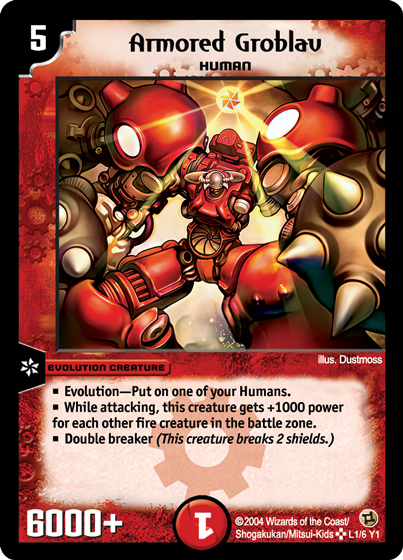 5
Armored Groblav
HUMAN
illus. Dustmoss
EVOLUTION CREATURE
▪ Evolution—Put on one of your Humans.
▪ While attacking, this creature gets +1000 power
for each other fire creature in the battle zone.
▪ Double breaker (This creature breaks 2 shields.)
6000+
1
©2004 Wizards of the Coast/
Shogakukan/Mitsui-Kids L1/6 Y1